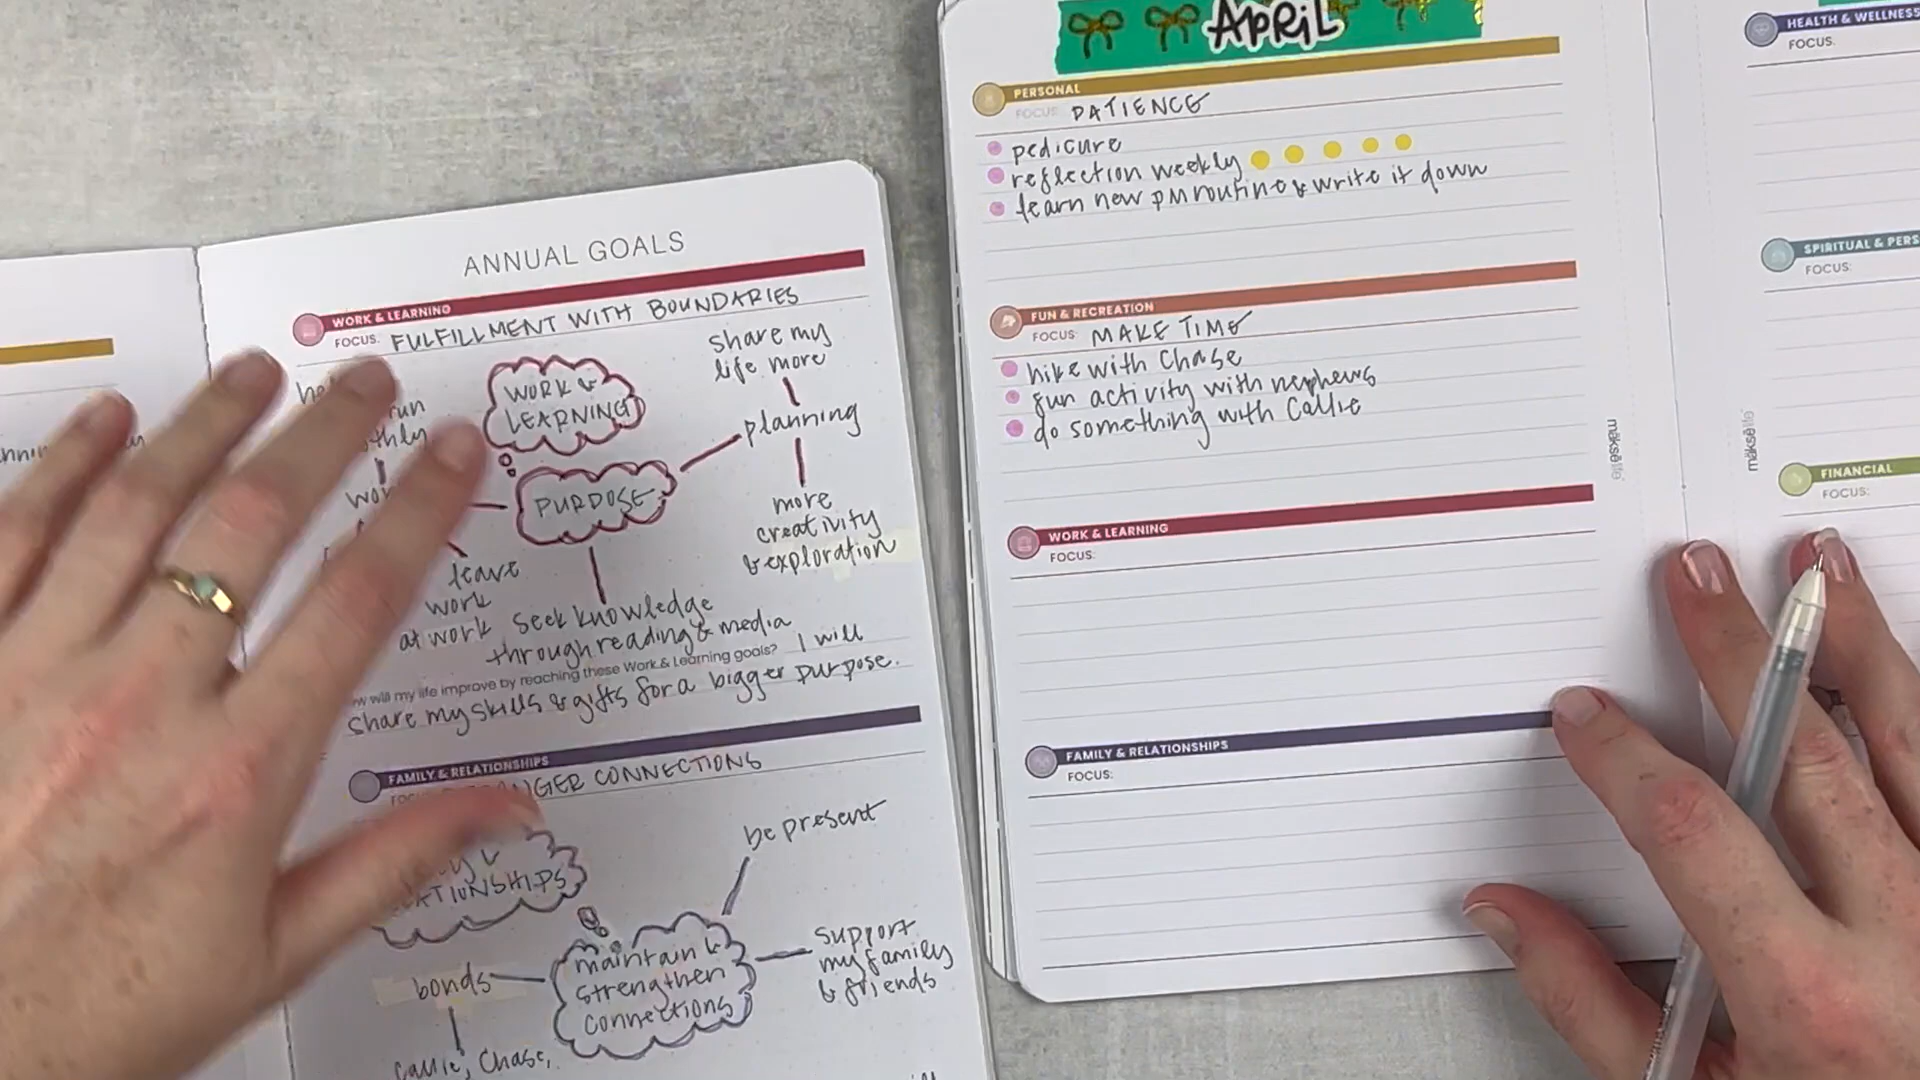 ANNUAL GOALS
WORK & LEARNING
FOCUS: FULFILLMENT WITH BOUNDARIES
WORK &
LEARNING
PURPOSE
share my
life more
planning
more
creativity
& exploration
run
leave
work
at work
seek knowledge
through reading & media
will my life improve by reaching these Work & Learning goals? I will
share my skills & gifts for a bigger purpose.
FAMILY & RELATIONSHIPS
CONNECTIONS
be present
maintain &
strengthen
connections
support
my family
& friends
bonds
Callie, Chase,
APRIL
PERSONAL
FOCUS: PATIENCE
pedicure
reflection weekly
learn new pm routine & write it down
FUN & RECREATION
FOCUS: MAKE TIME
hike with Chase
fun activity with nephews
do something with Callie
WORK & LEARNING
FOCUS:
FAMILY & RELATIONSHIPS
FOCUS:
mäksēlife
mäksēlife
HEALTH & WELLNESS
FOCUS:
SPIRITUAL &
FOCUS:
FINANCIAL
FOCUS: